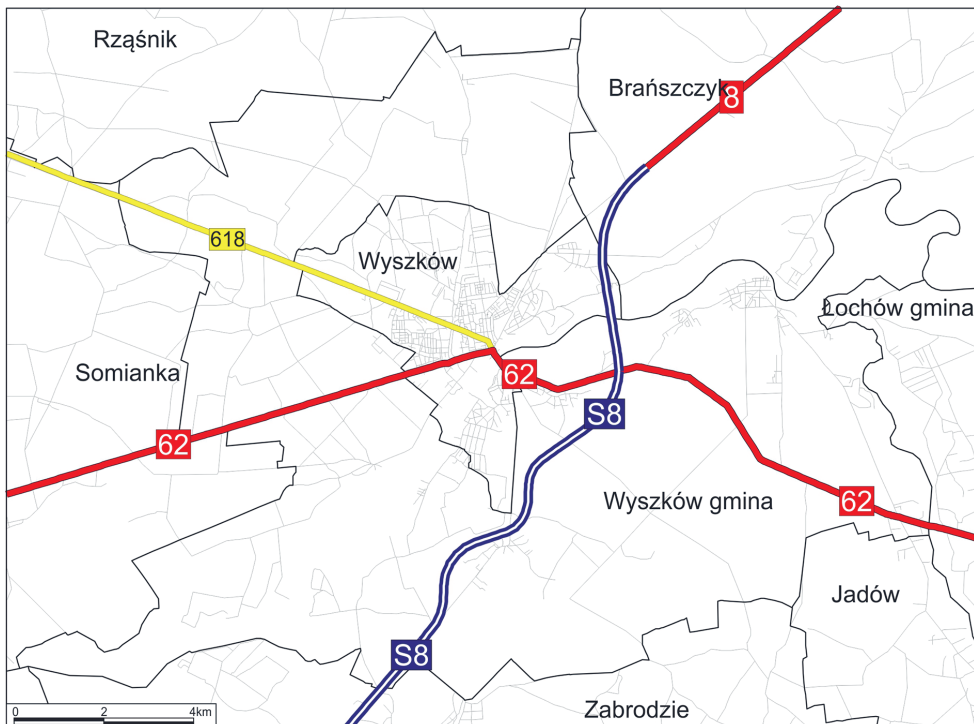 Rząśnik
Brańszczyk
8
618
Wyszków
Łochów gmina
Somianka
62
S8
62
62
Wyszków gmina
Jadów
S8
Zabrodzie
0 2 4km